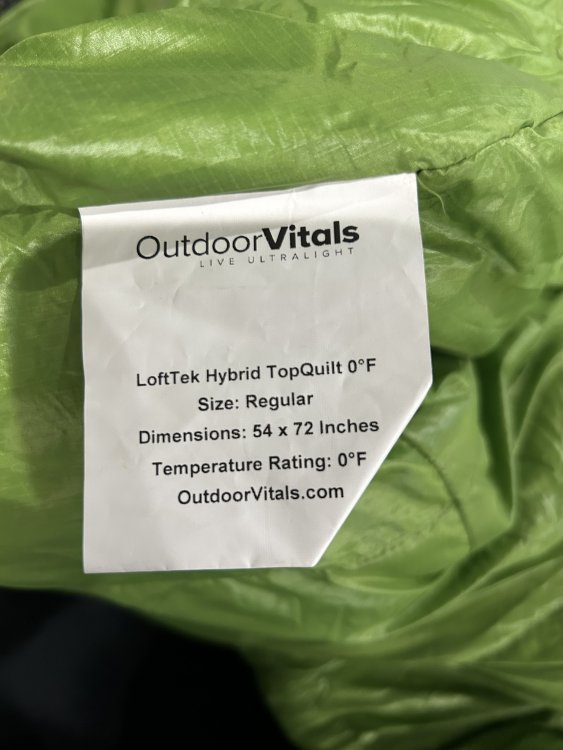 OutdoorVitals
LIVE ULTRALIGHT
LoftTek Hybrid TopQuilt 0°F
Size: Regular
Dimensions: 54 x 72 Inches
Temperature Rating: 0°F
OutdoorVitals.com